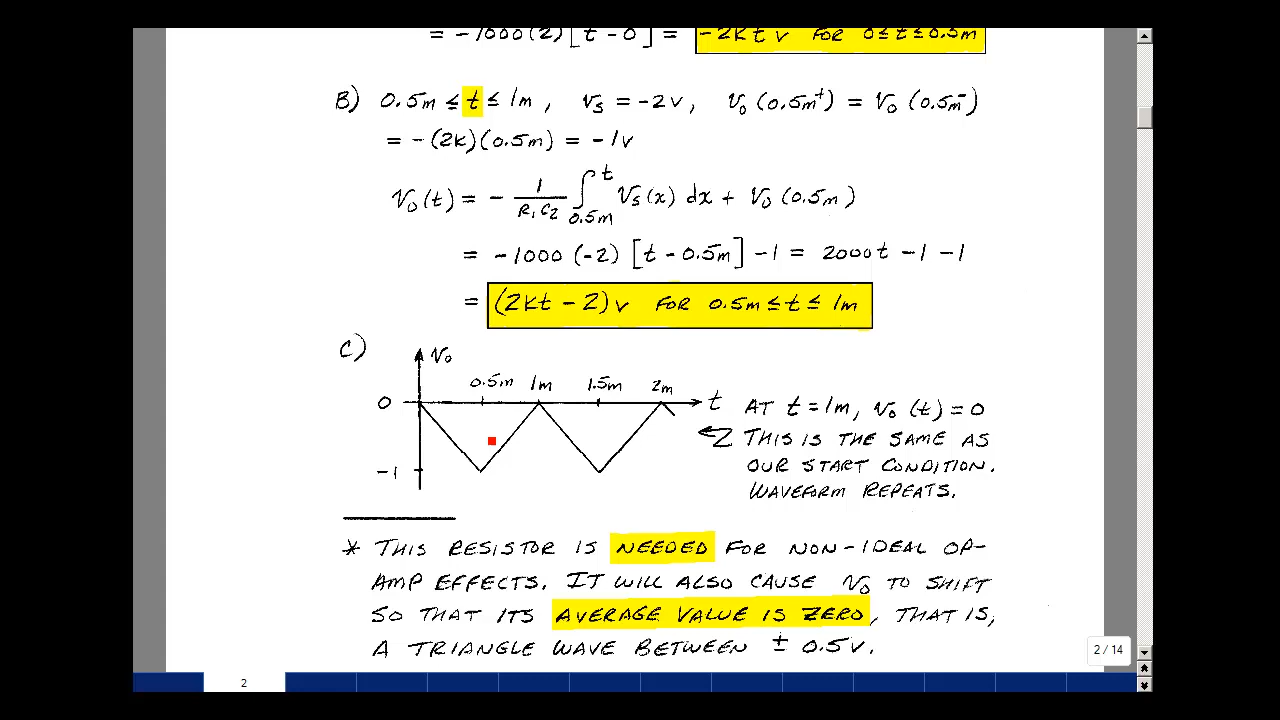 = -1000(2)[t-0] = -2Kt V FOR 0≤t≤0.5m
B) 0.5m ≤ t ≤ 1m, Vs = -2V, Vo(0.5m⁺) = Vo(0.5m⁻)
= -(2K)(0.5m) = -1V
Vo(t) = - 1/R1C2 ∫0.5m^t Vs(x) dx + Vo(0.5m)
= -1000 (-2) [t - 0.5m] - 1 = 2000t - 1 - 1
= (2Kt - 2)V FOR 0.5m ≤ t ≤ 1m
C)
Vo
0.5m 1m 1.5m 2m
0
t
-1
AT t = 1m, Vo(t) = 0
THIS IS THE SAME AS
OUR START CONDITION.
WAVEFORM REPEATS.
* THIS RESISTOR IS NEEDED FOR NON-IDEAL OP-
AMP EFFECTS. IT WILL ALSO CAUSE Vo TO SHIFT
SO THAT ITS AVERAGE VALUE IS ZERO, THAT IS,
A TRIANGLE WAVE BETWEEN ± 0.5V.
2 / 14
2